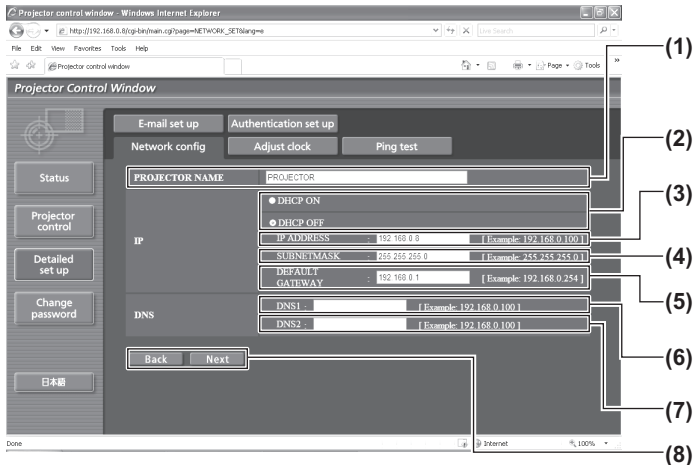 Projector control window - Windows Internet Explorer
http://192.168.0.8/cgi-bin/main.cgi?page=NETWORK_SET&lang=e
Live Search
File Edit View Favorites Tools Help
Projector control window
Page Tools
Projector Control Window
E-mail set up Authentication set up
Network config Adjust clock Ping test
Status
Projector control
Detailed set up
Change password
日本語
PROJECTOR NAME PROJECTOR
IP
DHCP ON
DHCP OFF
IP ADDRESS : 192.168.0.8 [ Example: 192.168.0.100 ]
SUBNETMASK : 255.255.255.0 [ Example: 255.255.255.0 ]
DEFAULT GATEWAY : 192.168.0.1 [ Example: 192.168.0.254 ]
DNS
DNS1 : [ Example: 192.168.0.100 ]
DNS2 : [ Example: 192.168.0.100 ]
Back Next
Done Internet 100%
(1)
(2)
(3)
(4)
(5)
(6)
(7)
(8)